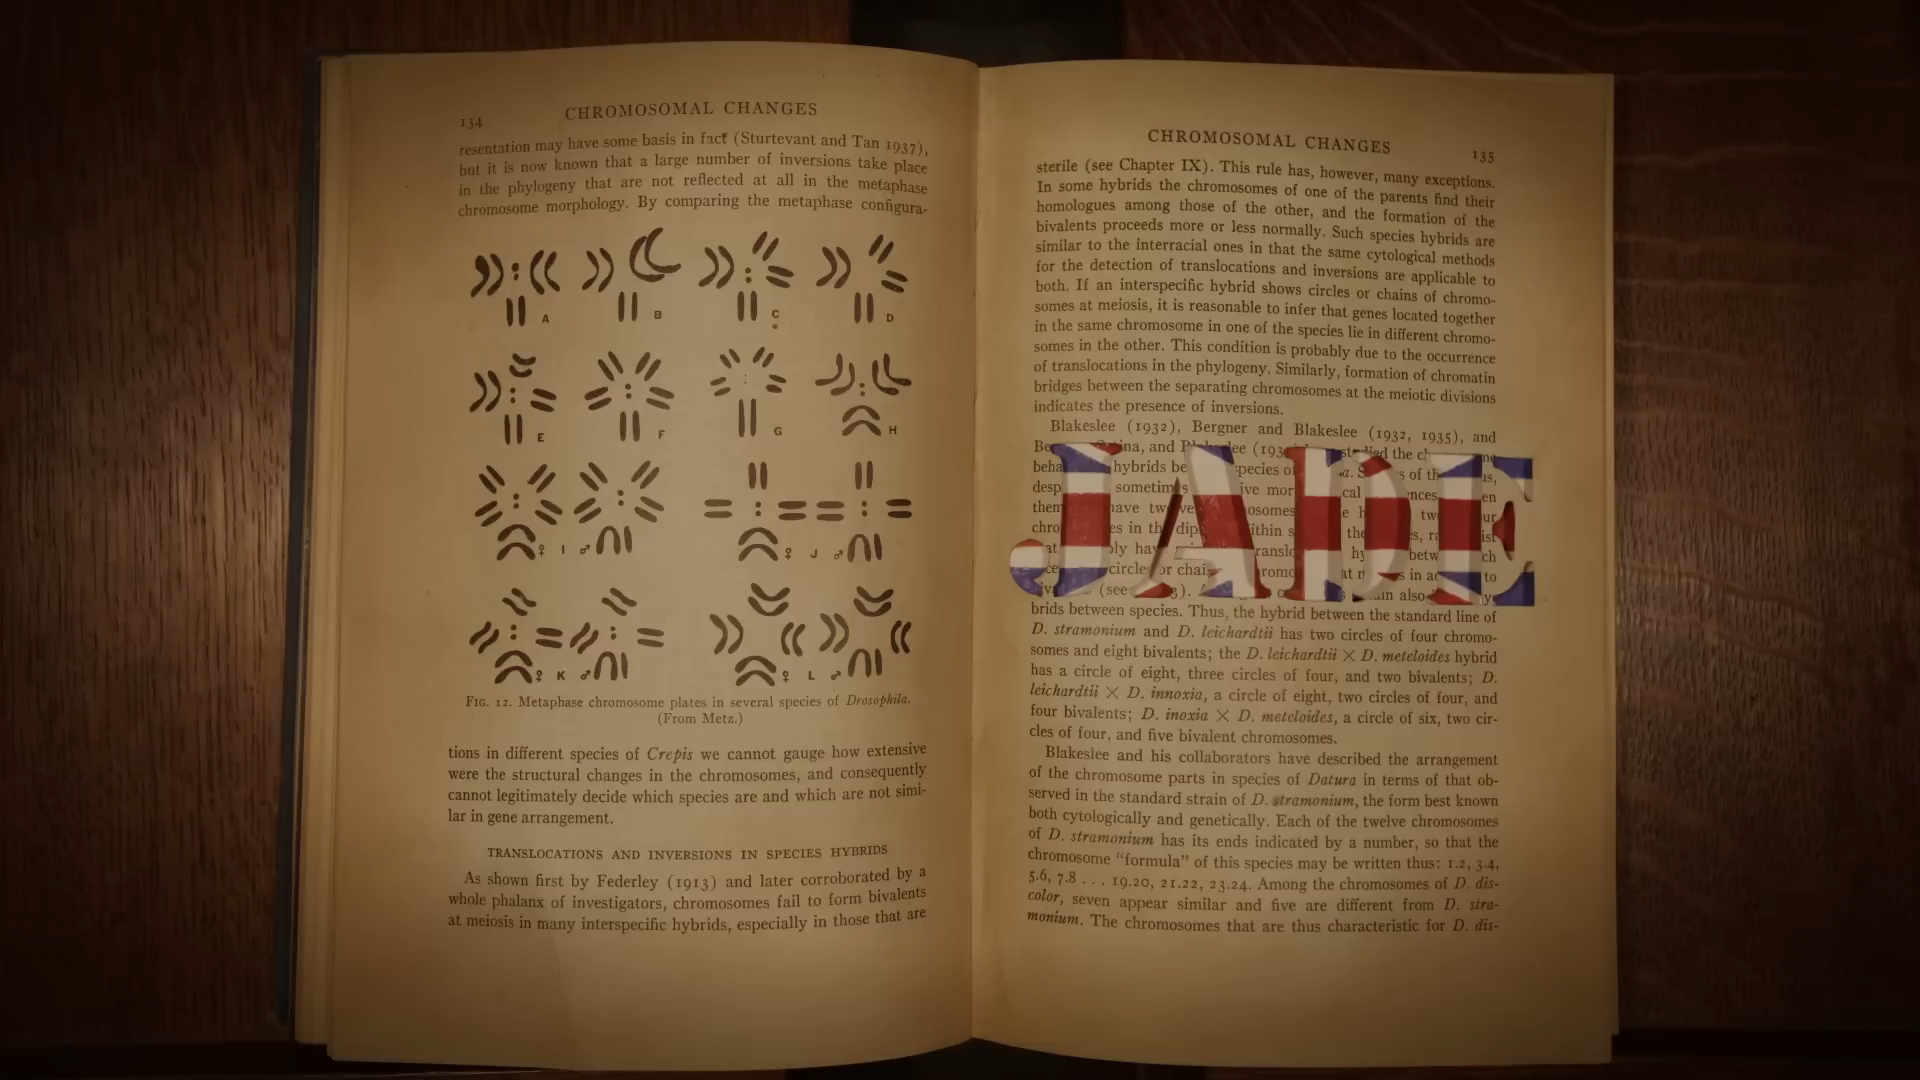 134
CHROMOSOMAL CHANGES
resentation may have some basis in fact (Sturtevant and Tan 1937),
but it is now known that a large number of inversions take place
in the phylogeny that are not reflected at all in the metaphase
chromosome morphology. By comparing the metaphase configura-
A
B
C
D
E
F
G
H
♀ I ♂
♀ J ♂
♀ K ♂
♀ L ♂
FIG. 12. Metaphase chromosome plates in several species of Drosophila.
(From Metz.)
tions in different species of Crepis we cannot gauge how extensive
were the structural changes in the chromosomes, and consequently
cannot legitimately decide which species are and which are not simi-
lar in gene arrangement.
TRANSLOCATIONS AND INVERSIONS IN SPECIES HYBRIDS
As shown first by Federley (1913) and later corroborated by a
whole phalanx of investigators, chromosomes fail to form bivalents
at meiosis in many interspecific hybrids, especially in those that are
CHROMOSOMAL CHANGES
135
sterile (see Chapter IX). This rule has, however, many exceptions.
In some hybrids the chromosomes of one of the parents find their
homologues among those of the other, and the formation of the
bivalents proceeds more or less normally. Such species hybrids are
similar to the interracial ones in that the same cytological methods
for the detection of translocations and inversions are applicable to
both. If an interspecific hybrid shows circles or chains of chromo-
somes at meiosis, it is reasonable to infer that genes located together
in the same chromosome in one of the species lie in different chromo-
somes in the other. This condition is probably due to the occurrence
of translocations in the phylogeny. Similarly, formation of chromatin
bridges between the separating chromosomes at the meiotic divisions
indicates the presence of inversions.
Blakeslee (1932), Bergner and Blakeslee (1932, 1935), and
and
hybrids species of of
sometimes
have
in the
JADE
circles or in to
(see also
brids between species. Thus, the hybrid between the standard line of
D. stramonium and D. leichardtii has two circles of four chromo-
somes and eight bivalents; the D. leichardtii × D. meteloides hybrid
has a circle of eight, three circles of four, and two bivalents; D.
leichardtii × D. innoxia, a circle of eight, two circles of four, and
four bivalents; D. inoxia × D. meteloides, a circle of six, two cir-
cles of four, and five bivalent chromosomes.
Blakeslee and his collaborators have described the arrangement
of the chromosome parts in species of Datura in terms of that ob-
served in the standard strain of D. stramonium, the form best known
both cytologically and genetically. Each of the twelve chromosomes
of D. stramonium has its ends indicated by a number, so that the
chromosome "formula" of this species may be written thus: 1.2, 3.4,
5.6, 7.8 . . . 19.20, 21.22, 23.24. Among the chromosomes of D. dis-
color, seven appear similar and five are different from D. stra-
monium. The chromosomes that are thus characteristic for D. dis-